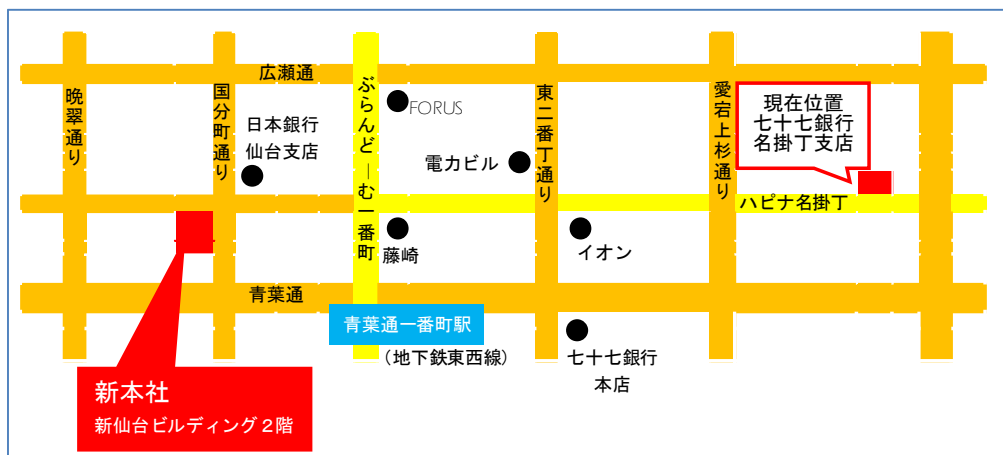 広瀬通
晩翠通り
国分町通り
ぶらんど―む一番町
東二番丁通り
愛宕上杉通り
FORUS
日本銀行
仙台支店
電力ビル
現在位置
七十七銀行
名掛丁支店
ハピナ名掛丁
藤崎
イオン
青葉通
青葉通一番町駅
（地下鉄東西線）
七十七銀行
本店
新本社
新仙台ビルディング２階